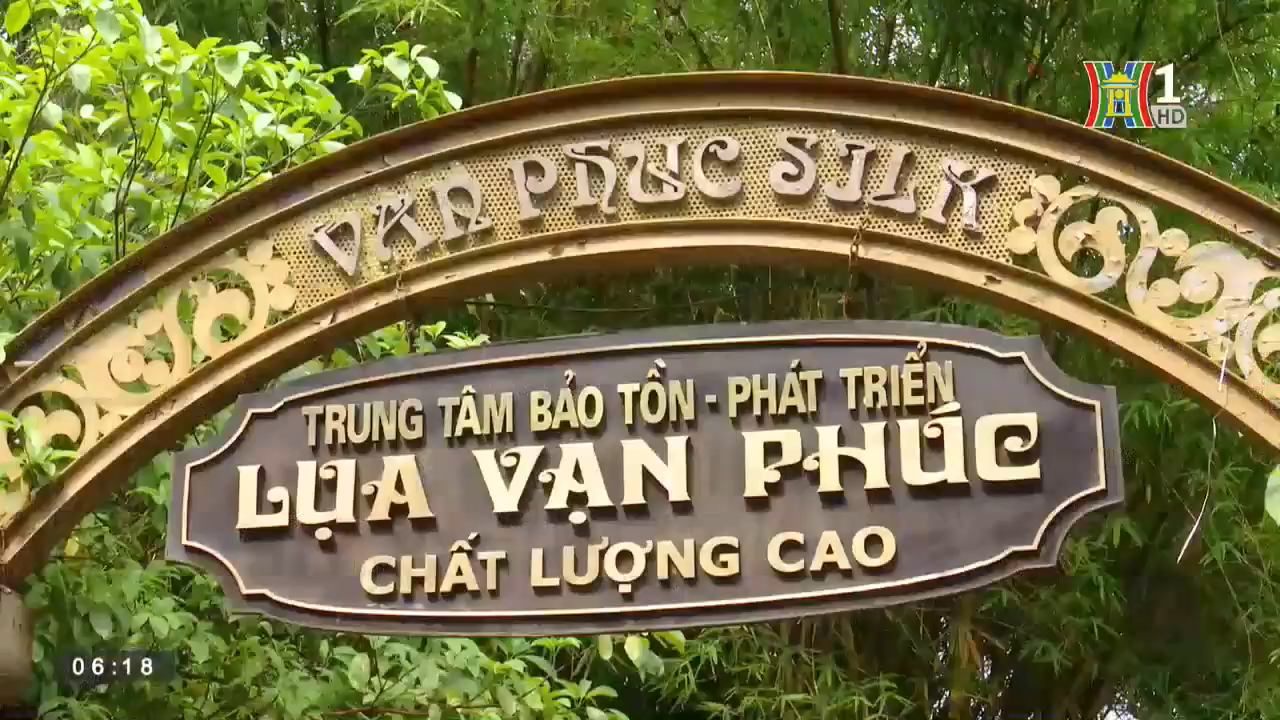 1
HD
VAN PHUC SILK
TRUNG TÂM BẢO TỒN - PHÁT TRIỂN
LỤA VẠN PHÚC
CHẤT LƯỢNG CAO
06:18